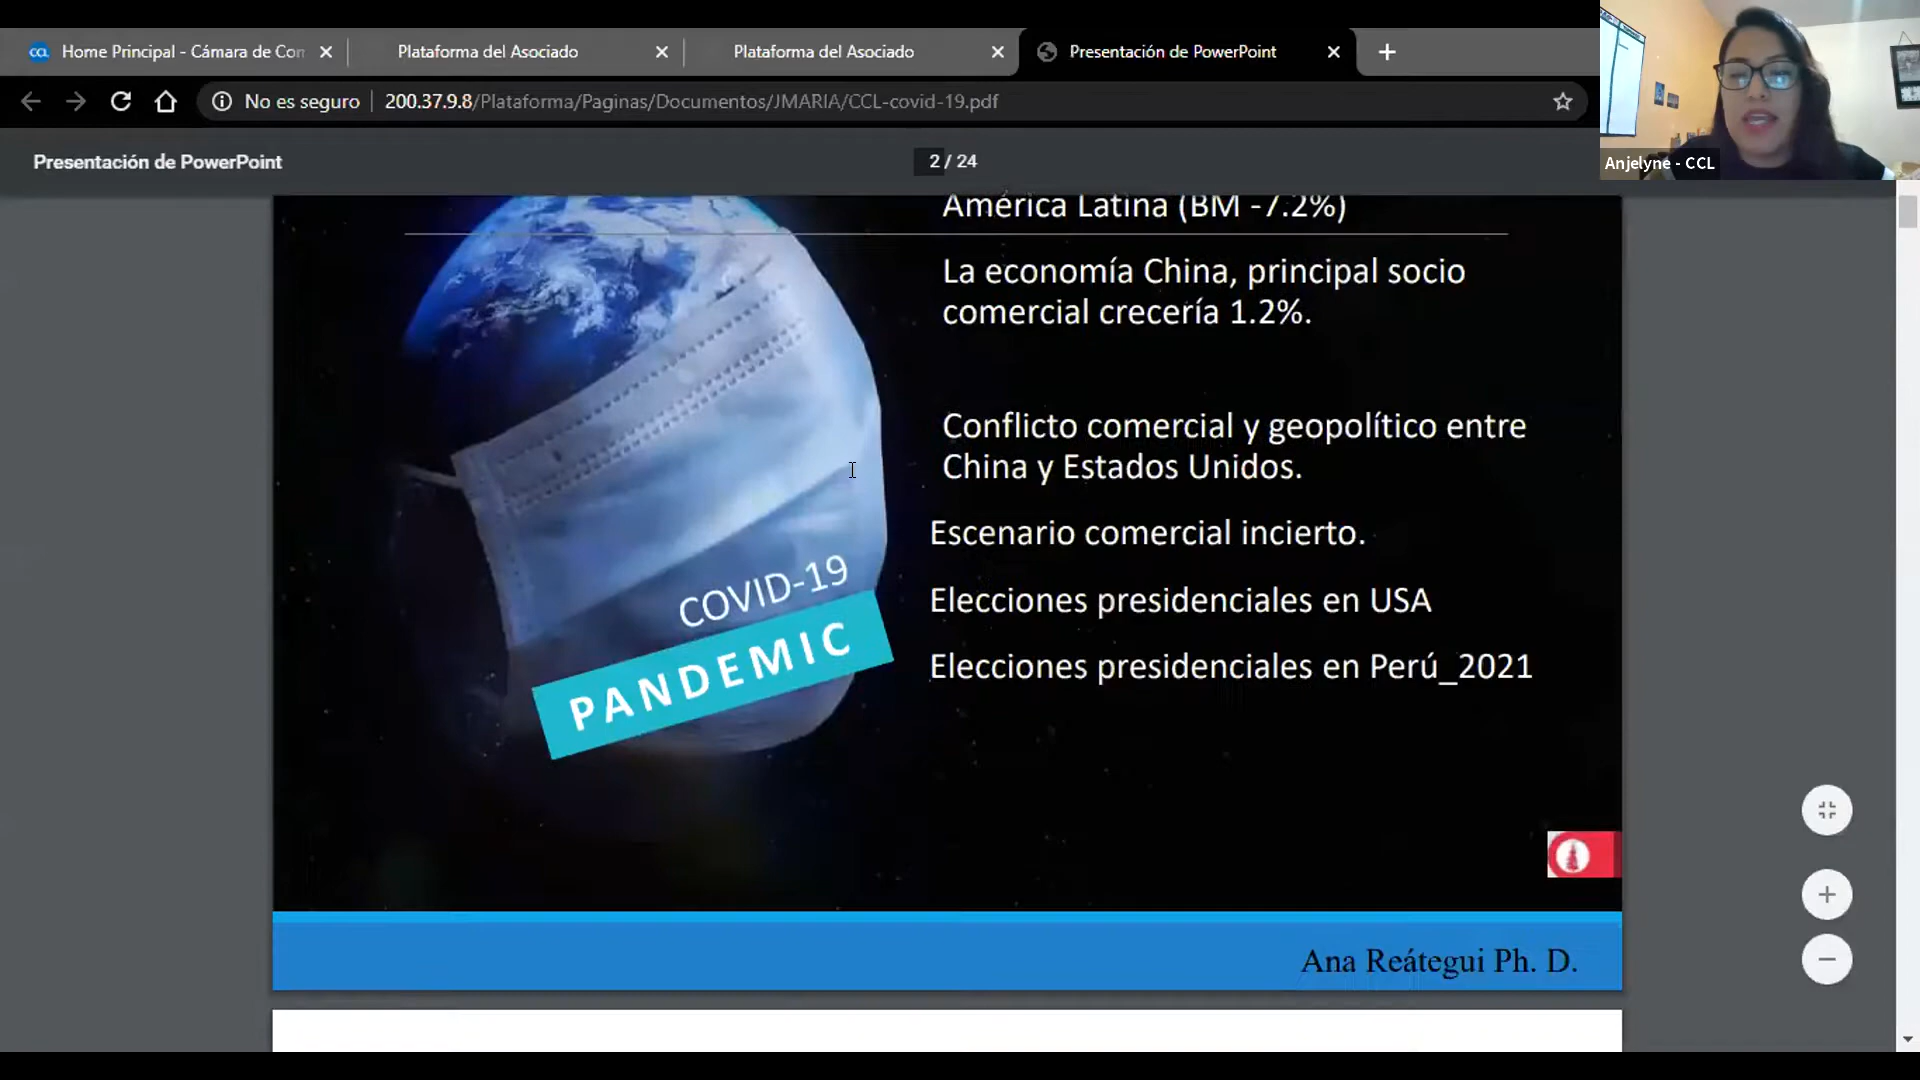 Home Principal - Cámara de Con
Plataforma del Asociado
Plataforma del Asociado
Presentación de PowerPoint
No es seguro
200.37.9.8/Plataforma/Paginas/Documentos/JMARIA/CCL-covid-19.pdf
Anjelyne - CCL
Presentación de PowerPoint
2 / 24
América Latina (BM -7.2%)
La economía China, principal socio
comercial crecería 1.2%.
Conflicto comercial y geopolítico entre
China y Estados Unidos.
Escenario comercial incierto.
Elecciones presidenciales en USA
Elecciones presidenciales en Perú_2021
COVID-19
PANDEMIC
Ana Reátegui Ph. D.